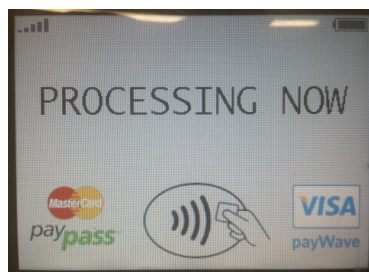 PROCESSING NOW
MasterCard
paypass
VISA
payWave